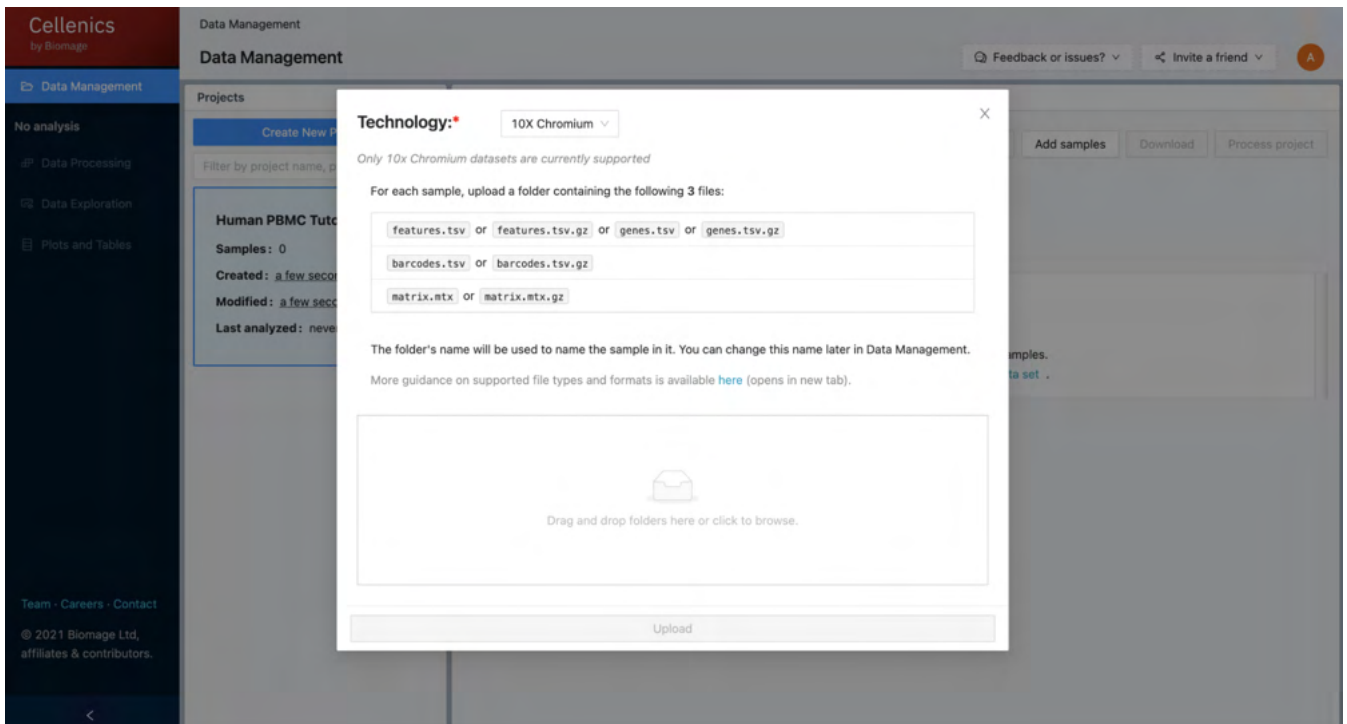 Cellenics
by Biomage
Data Management
Data Management
Feedback or issues?
Invite a friend
A
Data Management
No analysis
Data Processing
Data Exploration
Plots and Tables
Projects
Create New P
Filter by project name, p
Human PBMC Tuto
Samples: 0
Created: a few secon
Modified: a few seco
Last analyzed: neve
Add samples
Download
Process project
amples.
ta set .
Technology:*
10X Chromium
Only 10x Chromium datasets are currently supported
For each sample, upload a folder containing the following 3 files:
features.tsv or features.tsv.gz or genes.tsv or genes.tsv.gz
barcodes.tsv or barcodes.tsv.gz
matrix.mtx or matrix.mtx.gz
The folder's name will be used to name the sample in it. You can change this name later in Data Management.
More guidance on supported file types and formats is available here (opens in new tab).
Drag and drop folders here or click to browse.
Upload
Team - Careers - Contact
© 2021 Biomage Ltd,
affiliates & contributors.